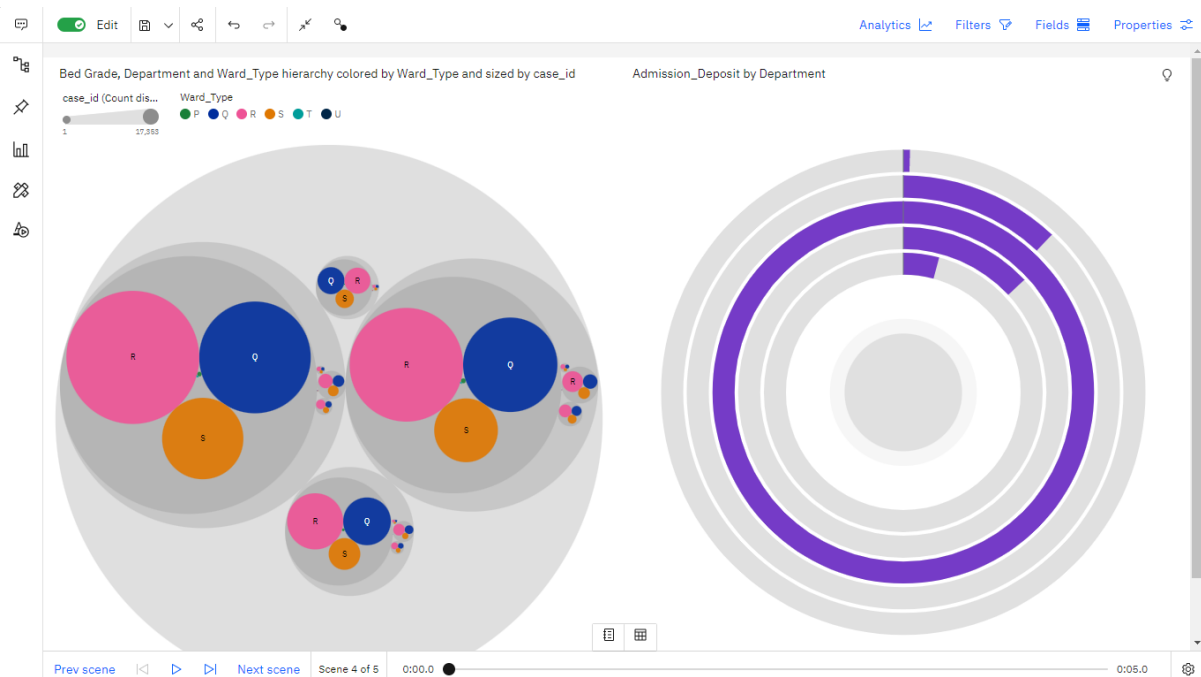 Edit
Analytics Filters Fields Properties
Bed Grade, Department and Ward_Type hierarchy colored by Ward_Type and sized by case_id
Admission_Deposit by Department
case_id (Count dis... Ward_Type
1 17,353
P Q R S T U
Q R
S
R Q
S
R Q
S
R
R Q
S
Prev scene Next scene Scene 4 of 5 0:00.0 0:05.0